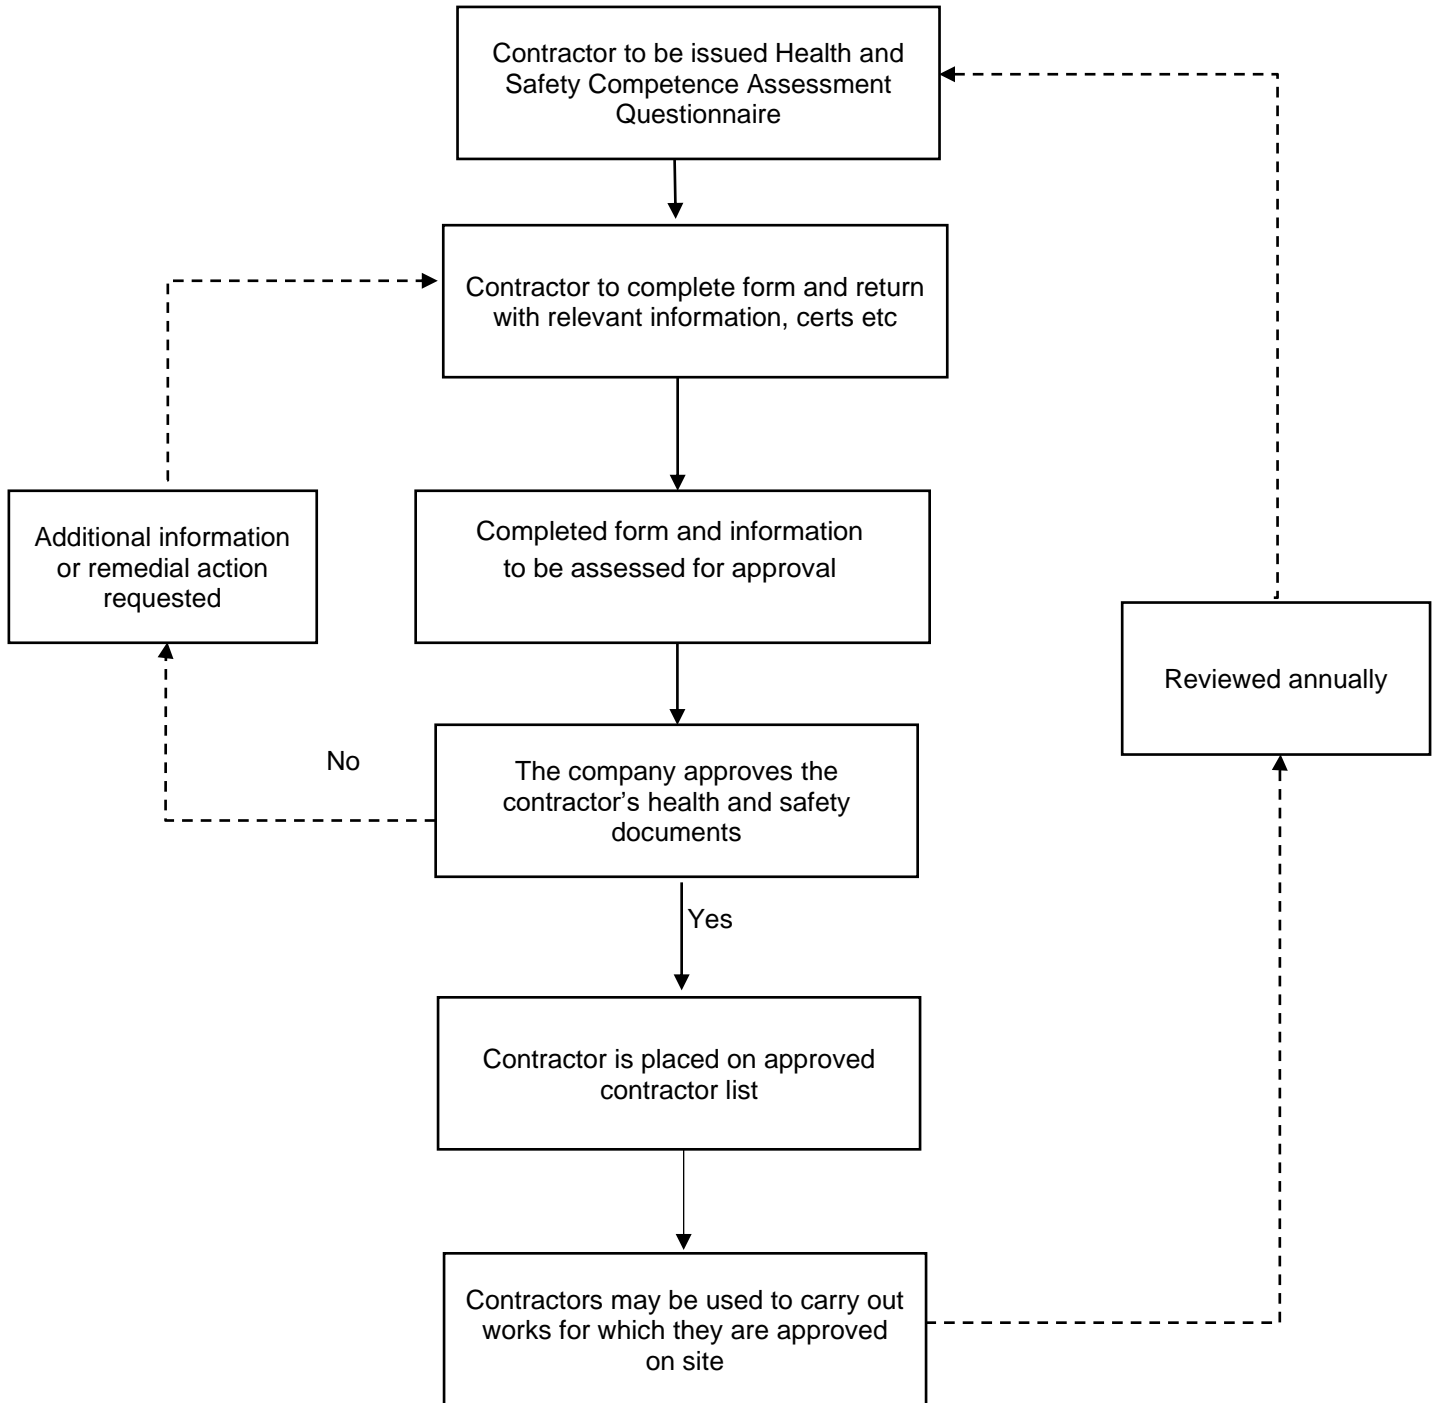 Contractor to be issued Health and
Safety Competence Assessment
Questionnaire
Contractor to complete form and return
with relevant information, certs etc
Additional information
or remedial action
requested
Completed form and information
to be assessed for approval
Reviewed annually
No
The company approves the
contractor’s health and safety
documents
Yes
Contractor is placed on approved
contractor list
Contractors may be used to carry out
works for which they are approved
on site